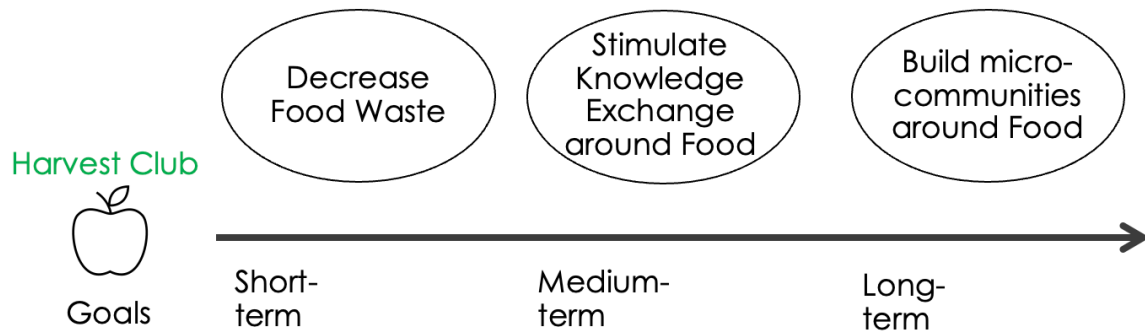 Decrease
Food Waste
Stimulate
Knowledge
Exchange
around Food
Build micro-
communities
around Food
Harvest Club
Goals
Short-
term
Medium-
term
Long-
term